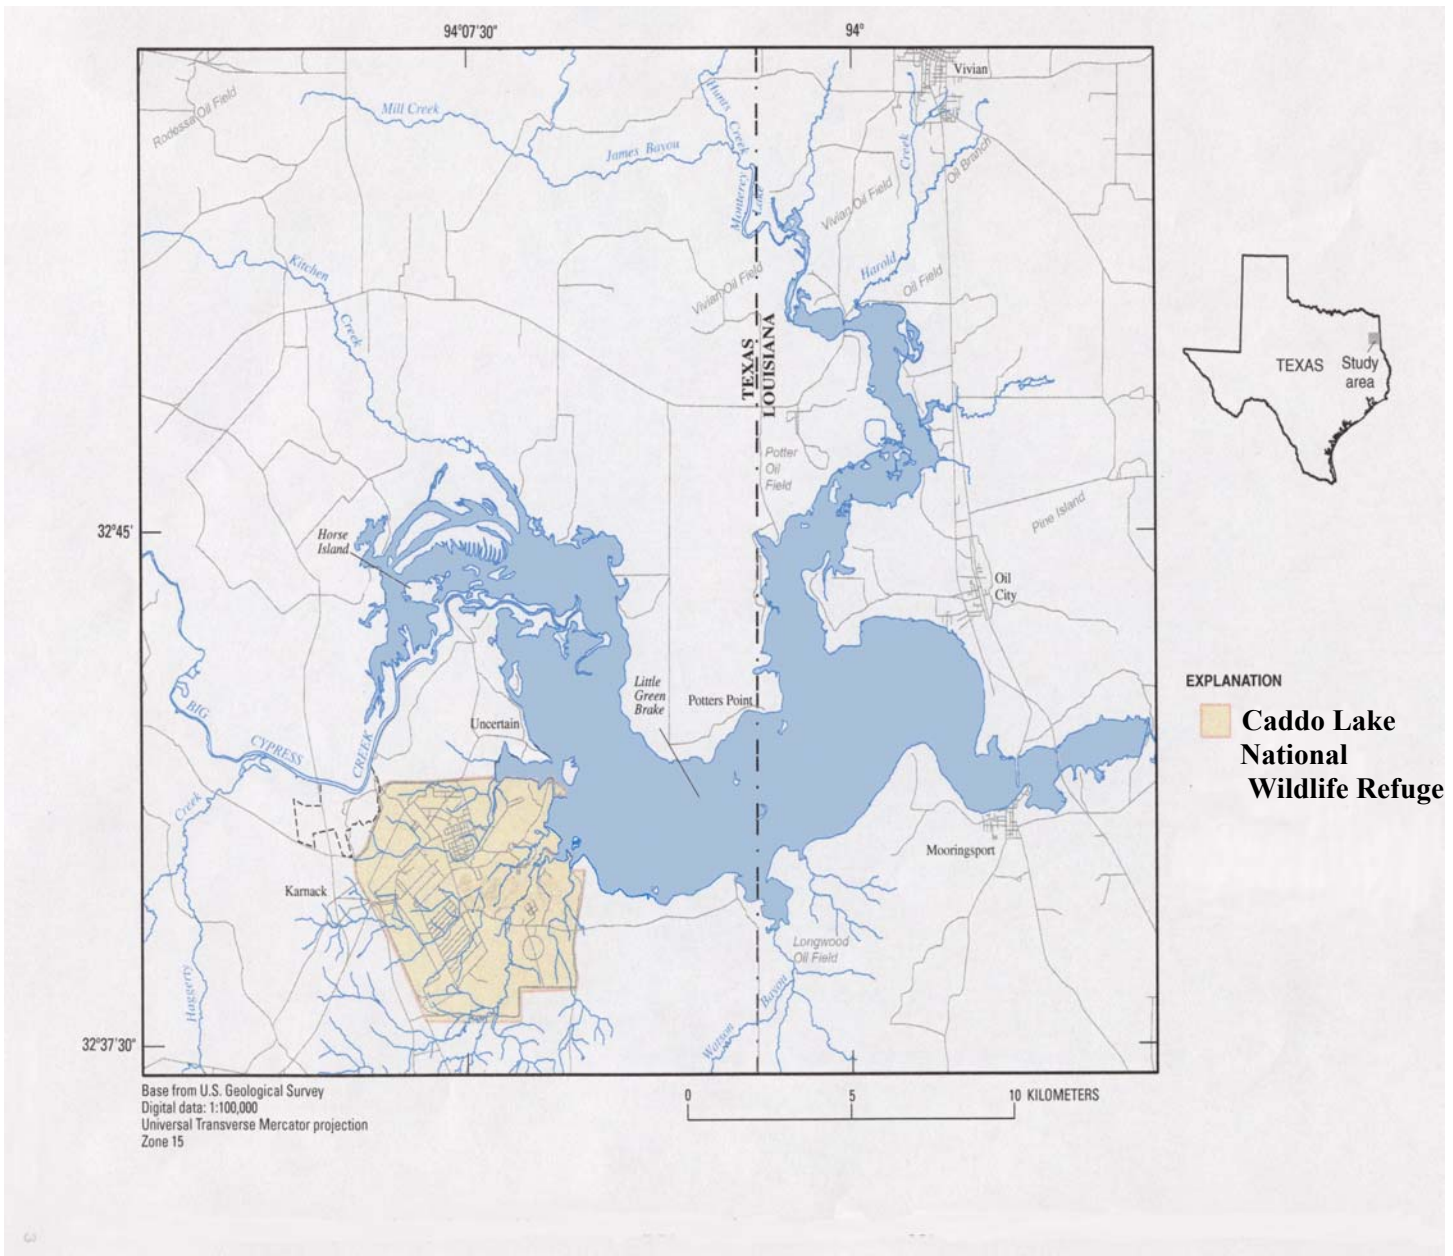 94°07'30"
94°
Vivian
Rodessa Oil Field
Mill Creek
Hunts Creek
James Bayou
Creek
Oil Branch
Monterey
Lake
Vivian Oil Field
Kitchen
Creek
Harold
Oil Field
Vivian Oil Field
TEXAS
LOUISIANA
TEXAS
Study
area
Potter
Oil
Field
32°45'
Horse
Island
Pine Island
Oil
City
Little
Green
Brake
Potters Point
EXPLANATION
Caddo Lake
National
Wildlife Refuge
BIG
CYPRESS
CREEK
Uncertain
Creek
Mooringsport
Karnack
Longwood
Oil Field
Haggerty
Watson Bayou
32°37'30"
Base from U.S. Geological Survey
Digital data: 1:100,000
Universal Transverse Mercator projection
Zone 15
0 5 10 KILOMETERS
3